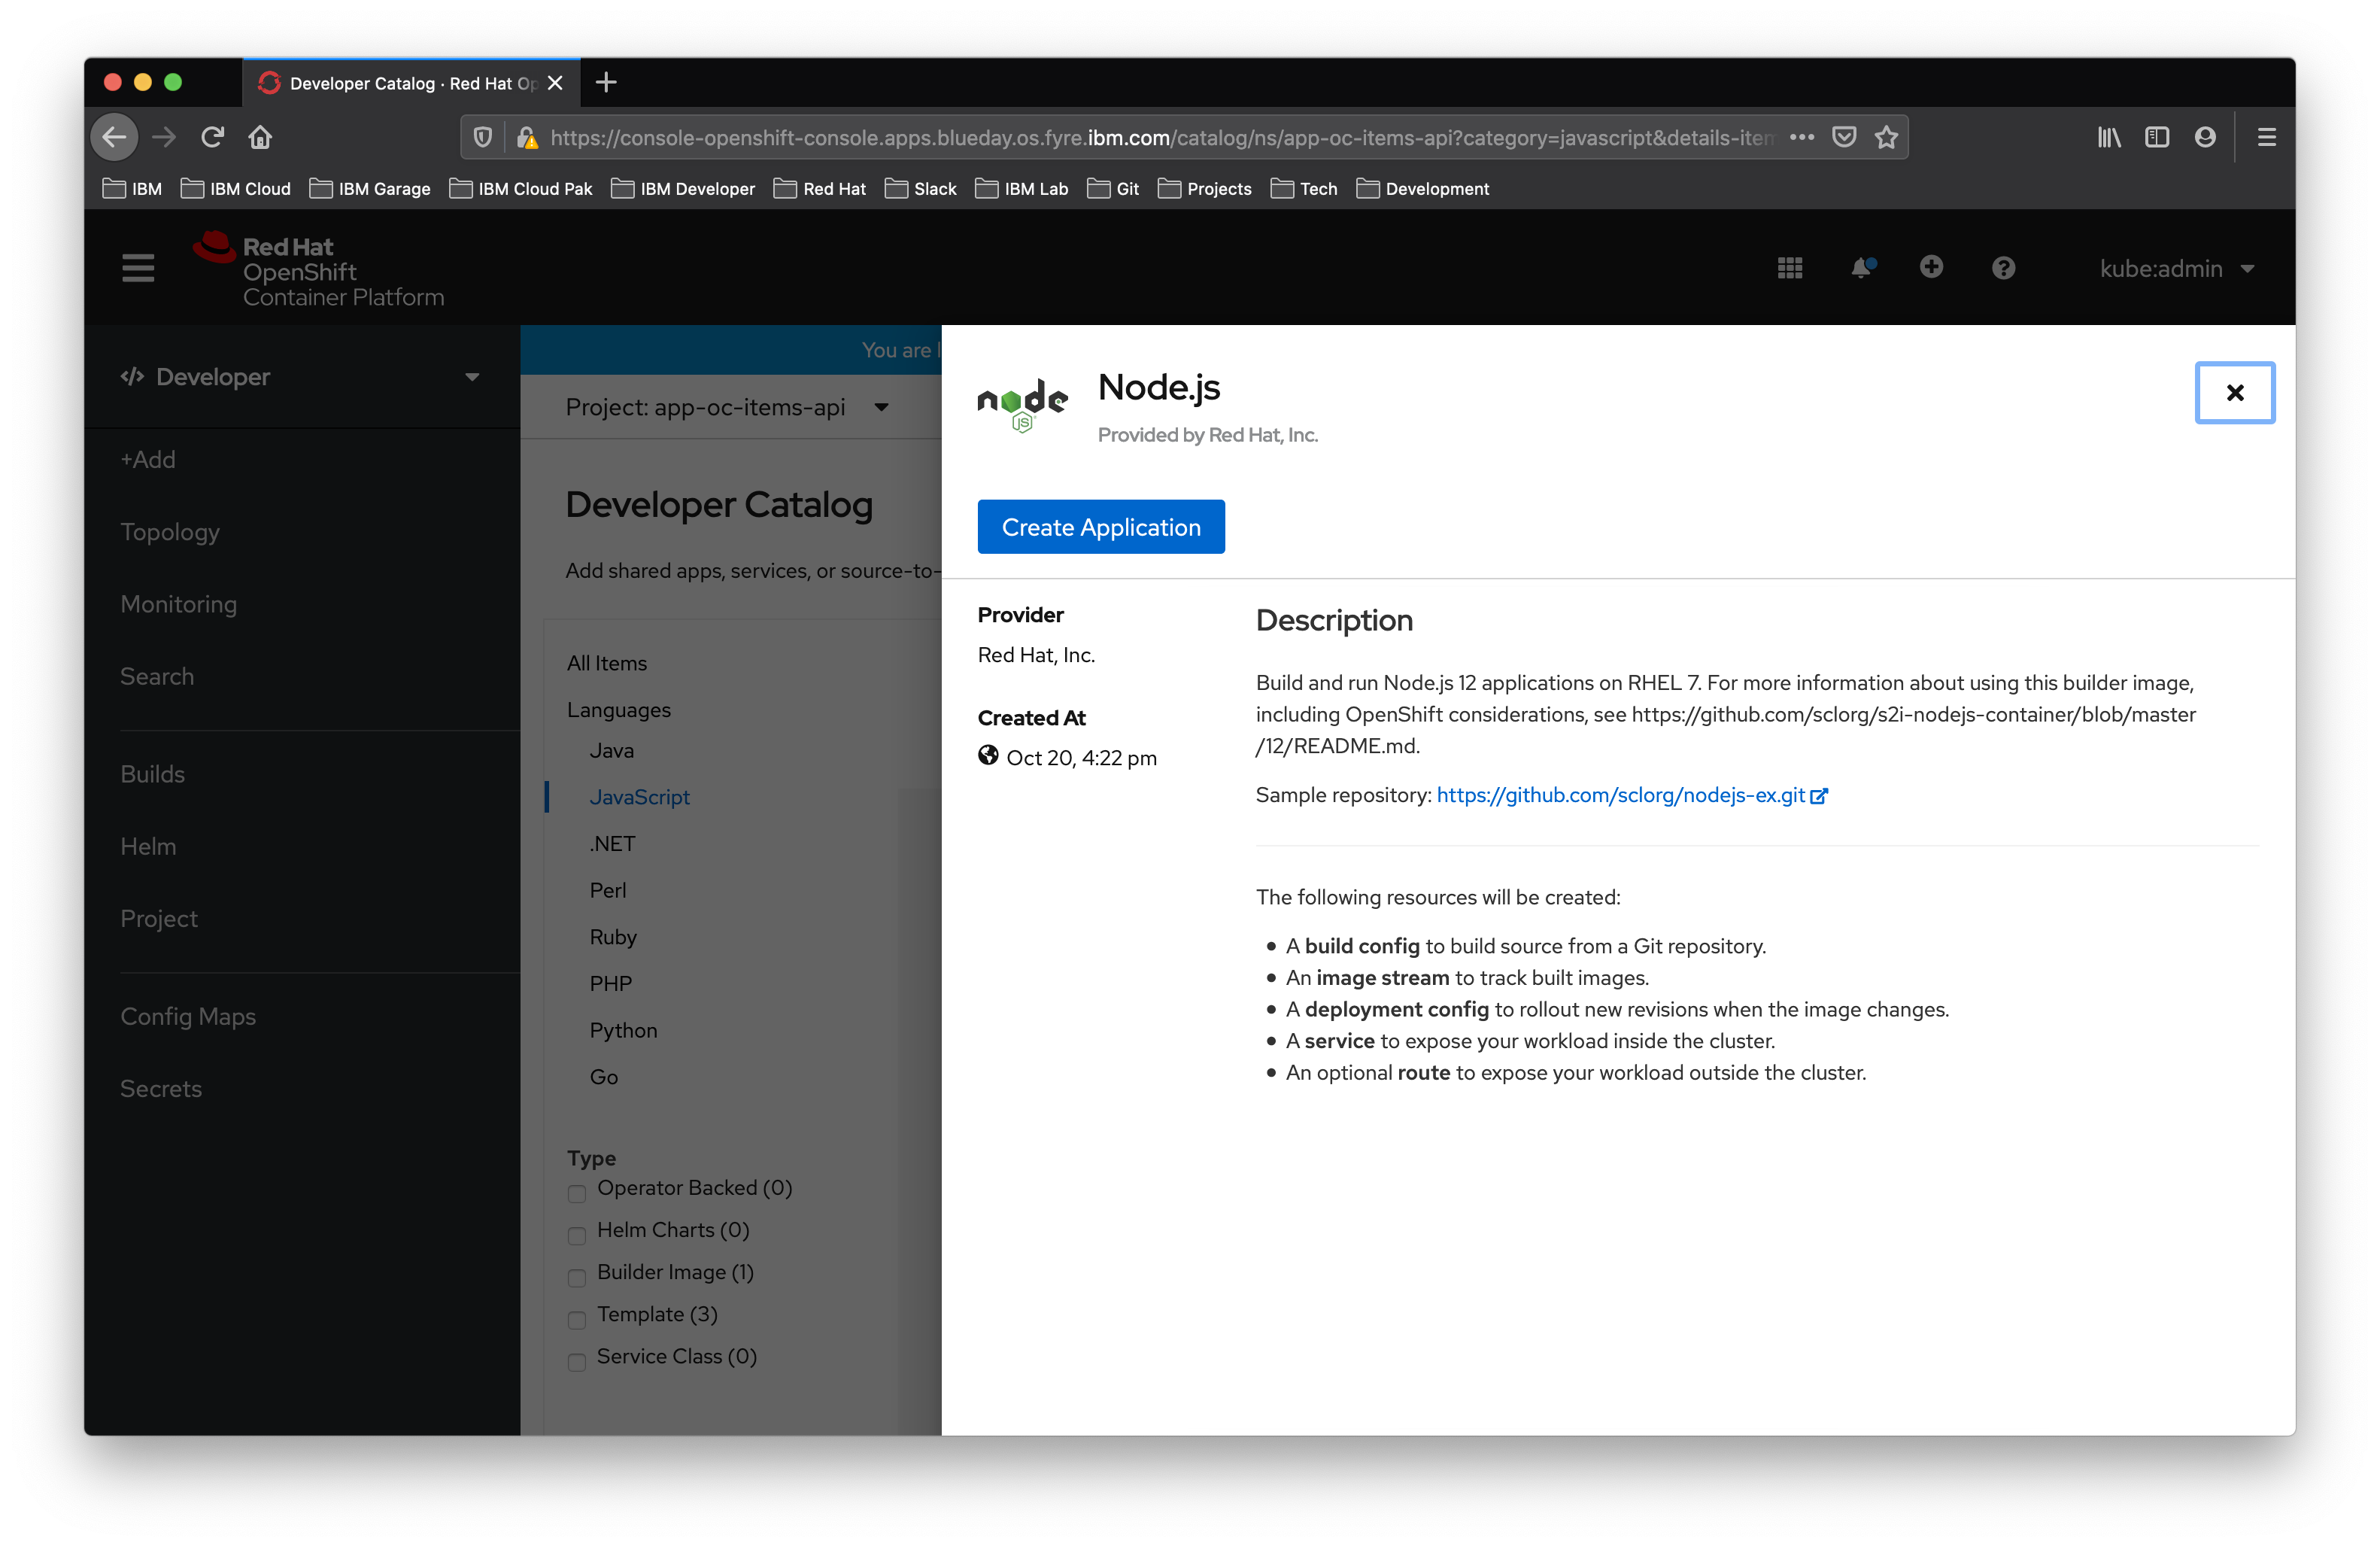 Developer Catalog · Red Hat Op
https://console-openshift-console.apps.blueday.os.fyre.ibm.com/catalog/ns/app-oc-items-api?category=javascript&details-item
IBM IBM Cloud IBM Garage IBM Cloud Pak IBM Developer Red Hat Slack IBM Lab Git Projects Tech Development
Red Hat
OpenShift
Container Platform
kube:admin
Developer
+Add
Topology
Monitoring
Search
Builds
Helm
Project
Config Maps
Secrets
You are l
Project: app-oc-items-api
Developer Catalog
Add shared apps, services, or source-to-
All Items
Languages
Java
JavaScript
.NET
Perl
Ruby
PHP
Python
Go
Type
Operator Backed (0)
Helm Charts (0)
Builder Image (1)
Template (3)
Service Class (0)
node
JS
Node.js
Provided by Red Hat, Inc.
Create Application
Provider
Red Hat, Inc.
Created At
Oct 20, 4:22 pm
Description
Build and run Node.js 12 applications on RHEL 7. For more information about using this builder image,
including OpenShift considerations, see https://github.com/sclorg/s2i-nodejs-container/blob/master
/12/README.md.
Sample repository: https://github.com/sclorg/nodejs-ex.git
The following resources will be created:
• A build config to build source from a Git repository.
• An image stream to track built images.
• A deployment config to rollout new revisions when the image changes.
• A service to expose your workload inside the cluster.
• An optional route to expose your workload outside the cluster.